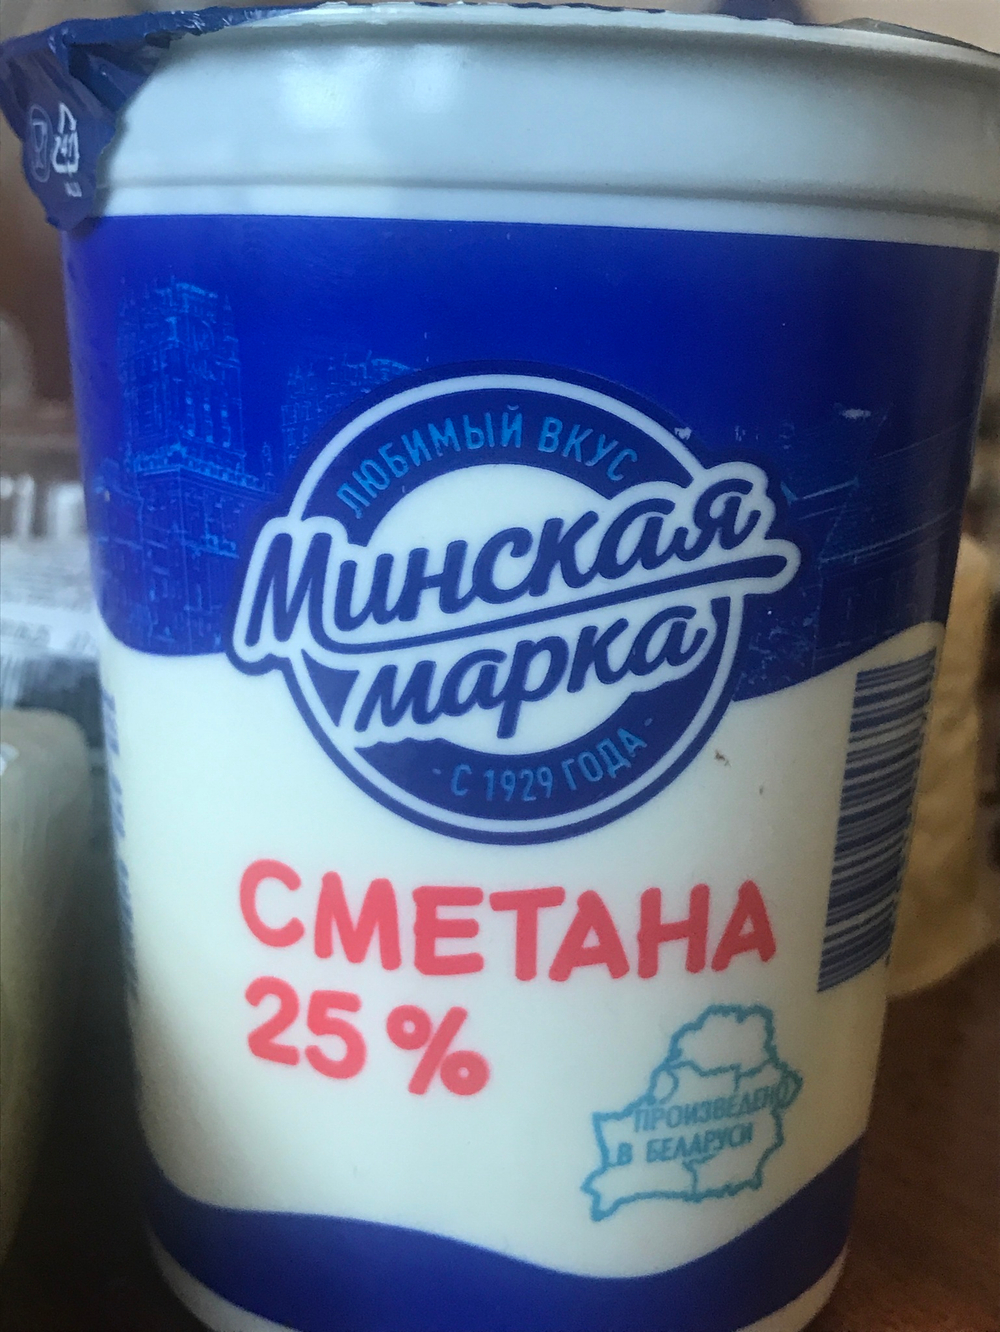 ЛЮБИМЫЙ ВКУС
Минская
марка
· С 1929 ГОДА ·
СМЕТАНА
25 %
ПРОИЗВЕДЕНО
В БЕЛАРУСИ